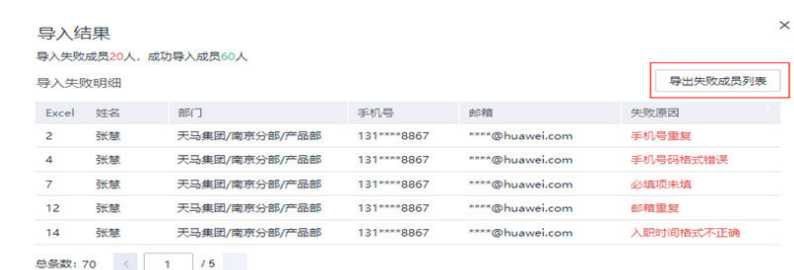 导入结果
×
导入失败成员20人，成功导入成员60人
导入失败明细
导出失败成员列表
Excel 姓名 部门 手机号 邮箱 失败原因
2 张慧 天马集团/南京分部/产品部 131****8867 ****@huawei.com 手机号重复
4 张慧 天马集团/南京分部/产品部 131****8867 ****@huawei.com 手机号码格式错误
7 张慧 天马集团/南京分部/产品部 131****8867 ****@huawei.com 必填项未填
12 张慧 天马集团/南京分部/产品部 131****8867 ****@huawei.com 邮箱重复
14 张慧 天马集团/南京分部/产品部 131****8867 ****@huawei.com 入职时间格式不正确
总条数: 70 < 1 / 5